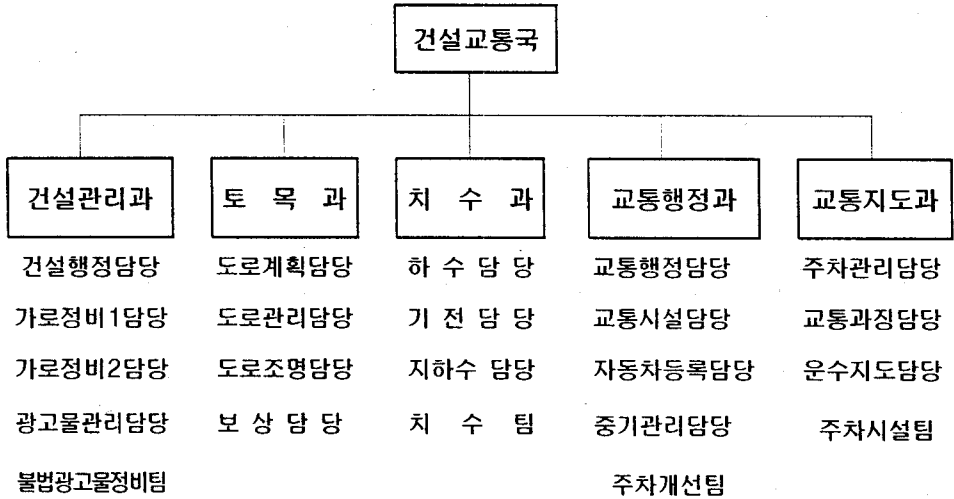 건설교통국
건설관리과 토 목 과 치 수 과 교통행정과 교통지도과
건설행정담당 도로계획담당 하 수 담 당 교통행정담당 주차관리담당
가로정비1담당 도로관리담당 기 전 담 당 교통시설담당 교통과징담당
가로정비2담당 도로조명담당 지하수 담당 자동차등록담당 운수지도담당
광고물관리담당 보 상 담 당 치 수 팀 중기관리담당 주차시설팀
불법광고물정비팀 주차개선팀